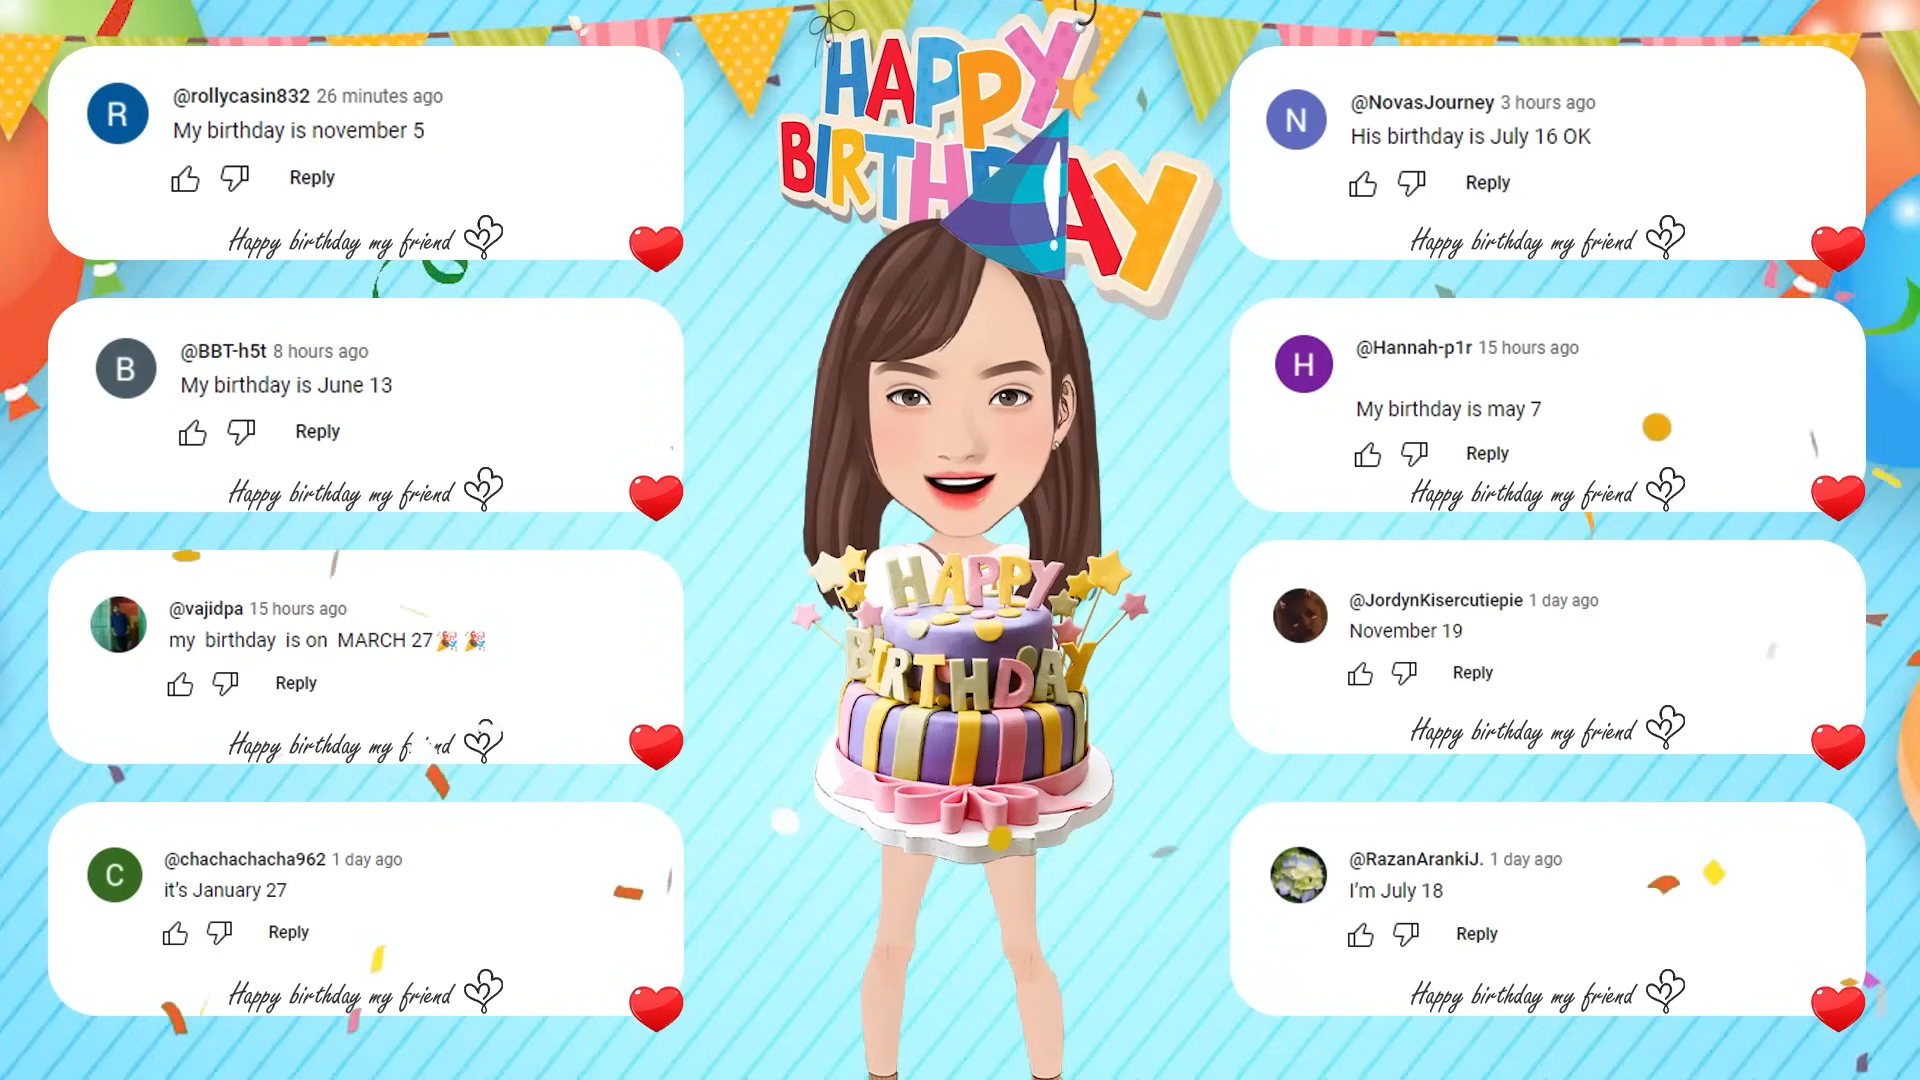 @rollycasin832 26 minutes ago
My birthday is november 5
Reply
Happy birthday my friend
@BBT-h5t 8 hours ago
My birthday is June 13
Reply
Happy birthday my friend
@vajidpa 15 hours ago
my birthday is on MARCH 27🎉 🎉
Reply
Happy birthday my friend
@chachachacha962 1 day ago
it's January 27
Reply
Happy birthday my friend
HAPPY
BIRTHDAY
HAPPY
BIRTHDAY
@NovasJourney 3 hours ago
His birthday is July 16 OK
Reply
Happy birthday my friend
@Hannah-p1r 15 hours ago
My birthday is may 7
Reply
Happy birthday my friend
@JordynKisercutiepie 1 day ago
November 19
Reply
Happy birthday my friend
@RazanArankiJ. 1 day ago
I'm July 18
Reply
Happy birthday my friend
R
B
C
N
H